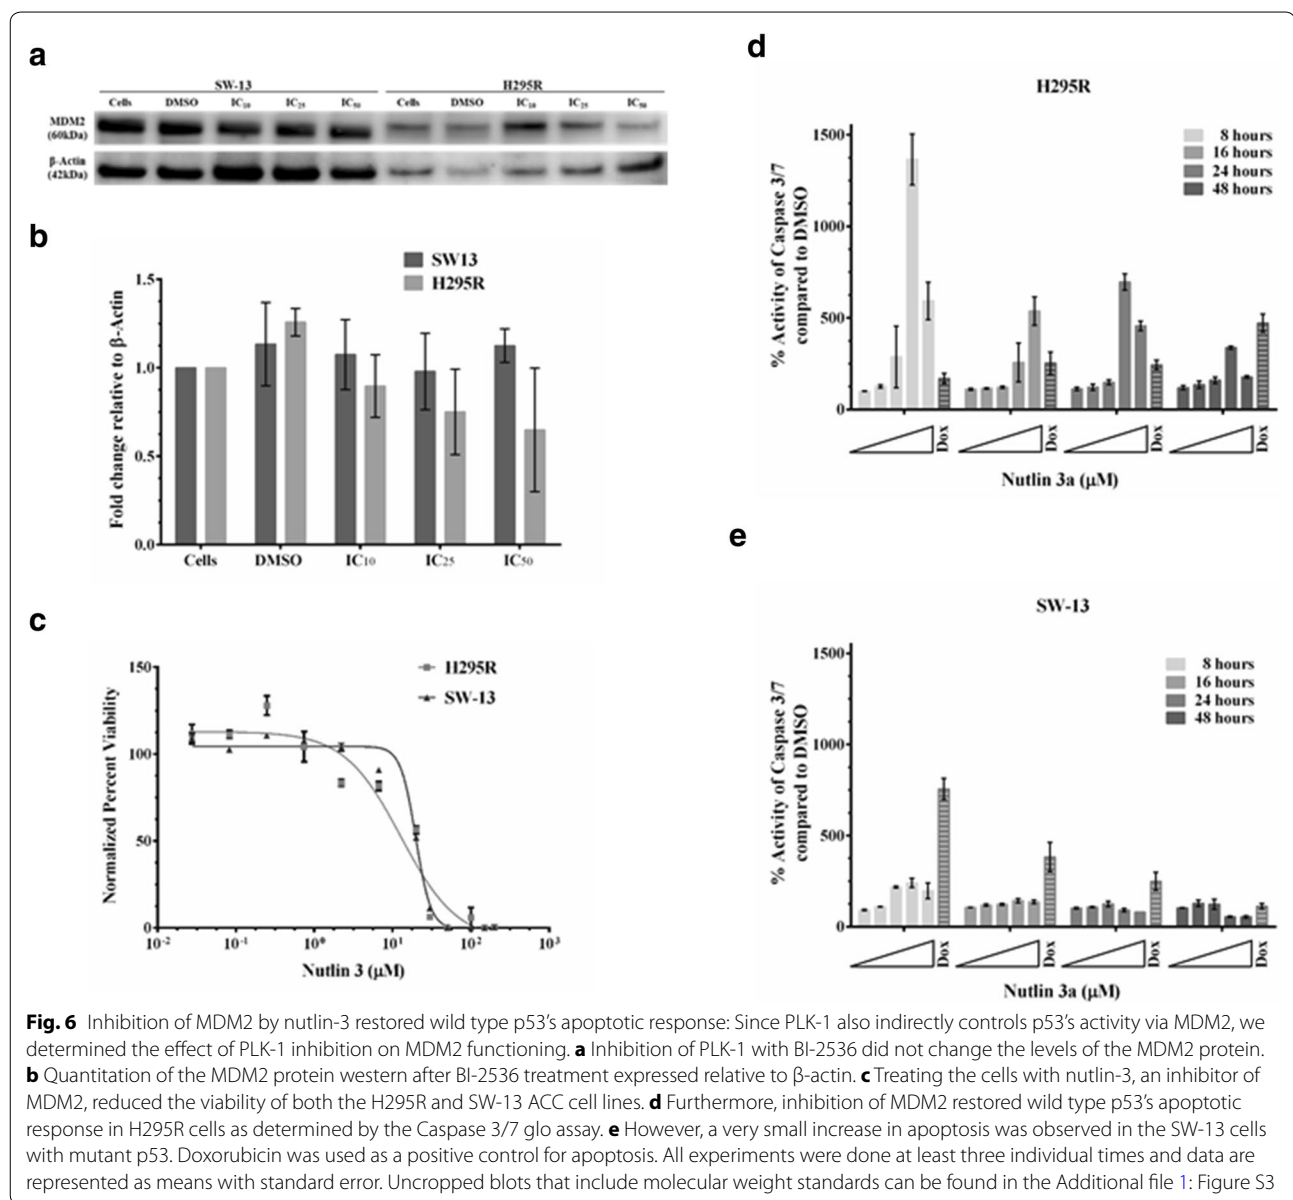 a
SW-13 H295R
Cells DMSO IC10 IC25 IC50 Cells DMSO IC10 IC25 IC50
MDM2
(60kDa)
β-Actin
(42kDa)
b
SW13
H295R
Fold change relative to β-Actin
1.5
1.0
0.5
0.0
Cells DMSO IC10 IC25 IC50
c
H295R
SW-13
Normalized Percent Viability
150
100
50
0
10-2 10-1 100 101 102 103
Nutlin 3 (μM)
d
H295R
8 hours
16 hours
24 hours
48 hours
% Activity of Caspase 3/7
compared to DMSO
1500
1000
500
0
Dox Dox Dox Dox
Nutlin 3a (μM)
e
SW-13
8 hours
16 hours
24 hours
48 hours
% Activity of Caspase 3/7
compared to DMSO
1500
1000
500
0
Dox Dox Dox Dox
Nutlin 3a (μM)
Fig. 6 Inhibition of MDM2 by nutlin-3 restored wild type p53's apoptotic response: Since PLK-1 also indirectly controls p53's activity via MDM2, we
determined the effect of PLK-1 inhibition on MDM2 functioning. a Inhibition of PLK-1 with BI-2536 did not change the levels of the MDM2 protein.
b Quantitation of the MDM2 protein western after BI-2536 treatment expressed relative to β-actin. c Treating the cells with nutlin-3, an inhibitor of
MDM2, reduced the viability of both the H295R and SW-13 ACC cell lines. d Furthermore, inhibition of MDM2 restored wild type p53's apoptotic
response in H295R cells as determined by the Caspase 3/7 glo assay. e However, a very small increase in apoptosis was observed in the SW-13 cells
with mutant p53. Doxorubicin was used as a positive control for apoptosis. All experiments were done at least three individual times and data are
represented as means with standard error. Uncropped blots that include molecular weight standards can be found in the Additional file 1: Figure S3